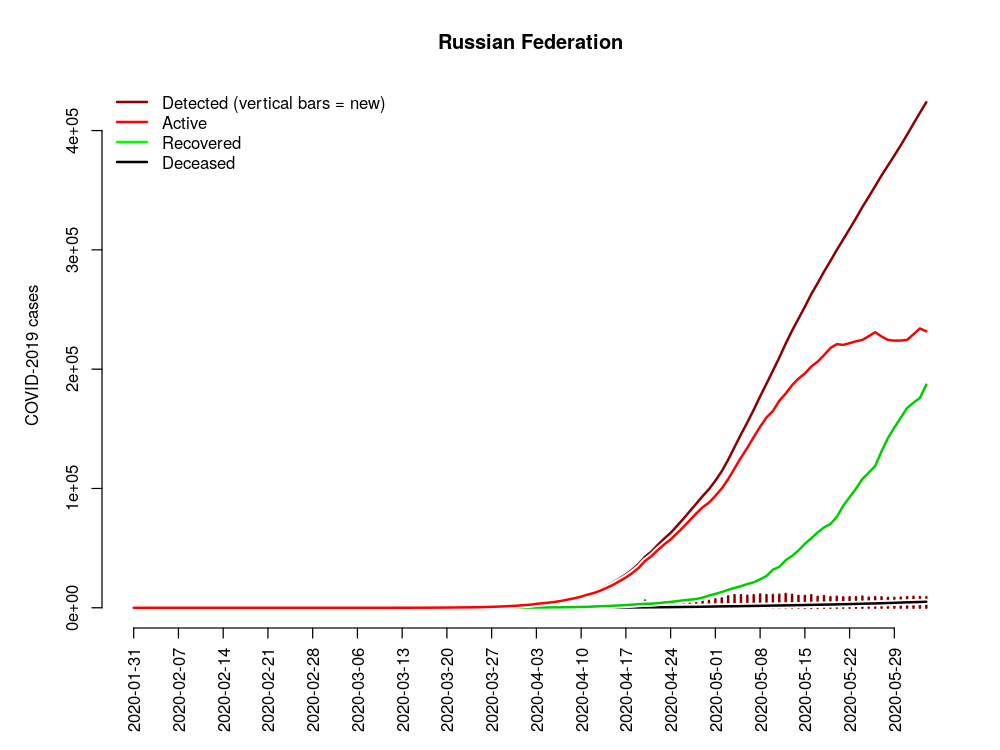 Russian Federation
Detected (vertical bars = new)
Active
Recovered
Deceased
COVID-2019 cases
4e+05
3e+05
2e+05
1e+05
0e+00
2020-01-31
2020-02-07
2020-02-14
2020-02-21
2020-02-28
2020-03-06
2020-03-13
2020-03-20
2020-03-27
2020-04-03
2020-04-10
2020-04-17
2020-04-24
2020-05-01
2020-05-08
2020-05-15
2020-05-22
2020-05-29